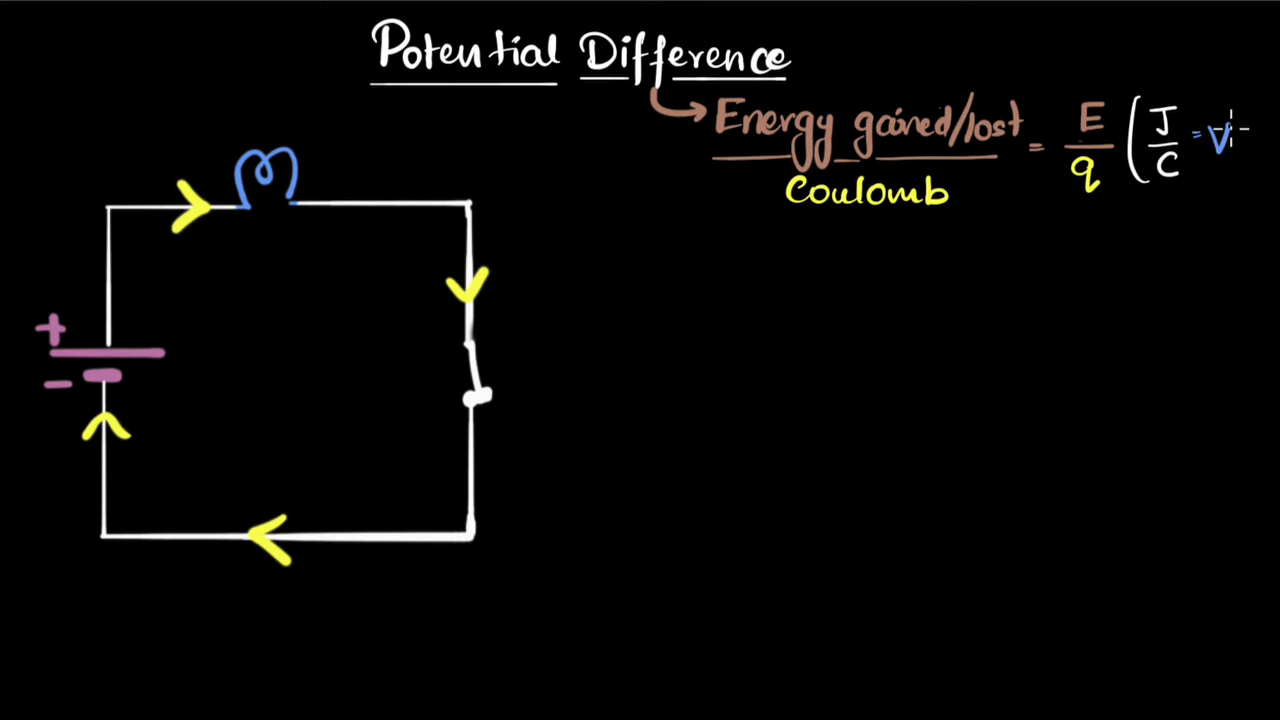 Potential Difference
Energy gained/lost = E ( J = V
Coulomb q C
+
-